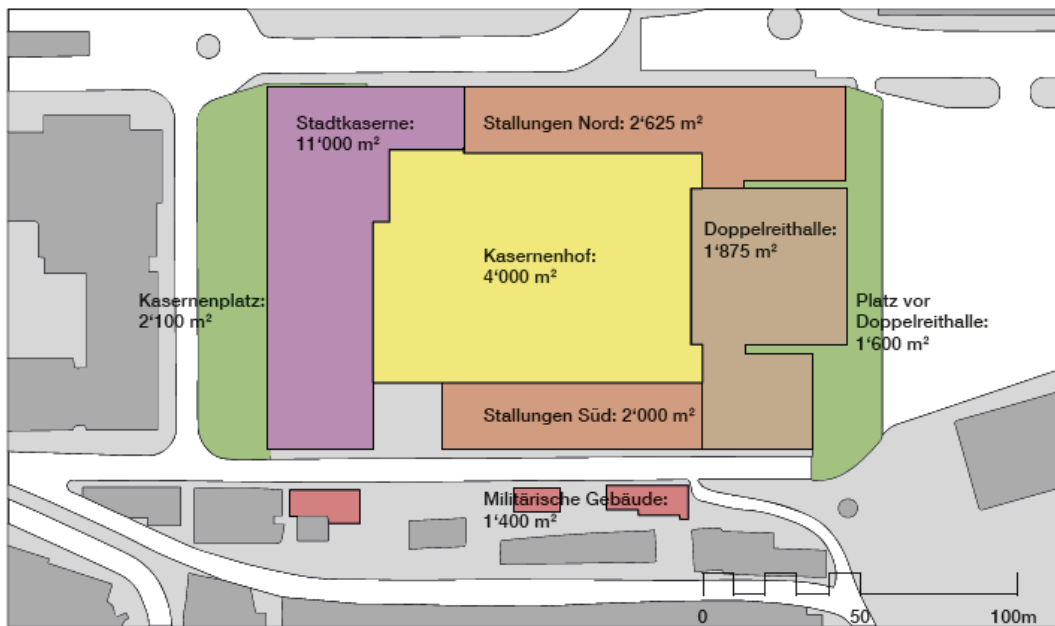 Stadtkaserne:
11‘000 m²
Stallungen Nord: 2‘625 m²
Kasernenhof:
4‘000 m²
Doppelreithalle:
1‘875 m²
Kasernenplatz:
2‘100 m²
Platz vor
Doppelreithalle:
1‘600 m²
Stallungen Süd: 2‘000 m²
Militärische Gebäude:
1‘400 m²
0 50 100m